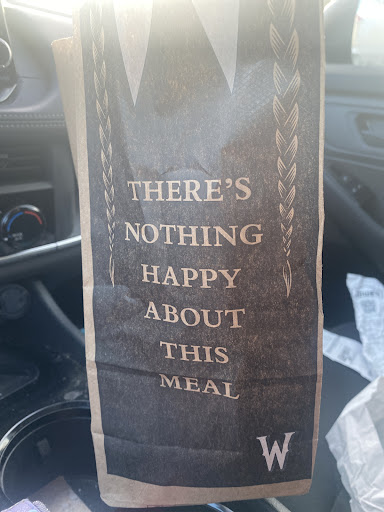 THERE'S
NOTHING
HAPPY
ABOUT
THIS
MEAL
W